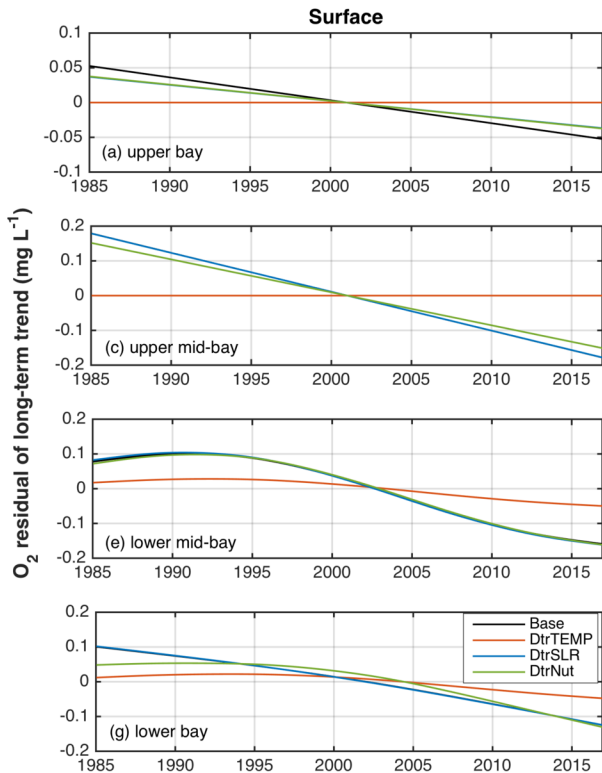 Surface
O₂ residual of long-term trend (mg L⁻¹)
0.1
0.05
0
-0.05
-0.1
(a) upper bay
1985 1990 1995 2000 2005 2010 2015
0.2
0.1
0
-0.1
-0.2
(c) upper mid-bay
1985 1990 1995 2000 2005 2010 2015
0.2
0.1
0
-0.1
-0.2
(e) lower mid-bay
1985 1990 1995 2000 2005 2010 2015
0.2
0.1
0
-0.1
-0.2
Base
DtrTEMP
DtrSLR
DtrNut
(g) lower bay
1985 1990 1995 2000 2005 2010 2015